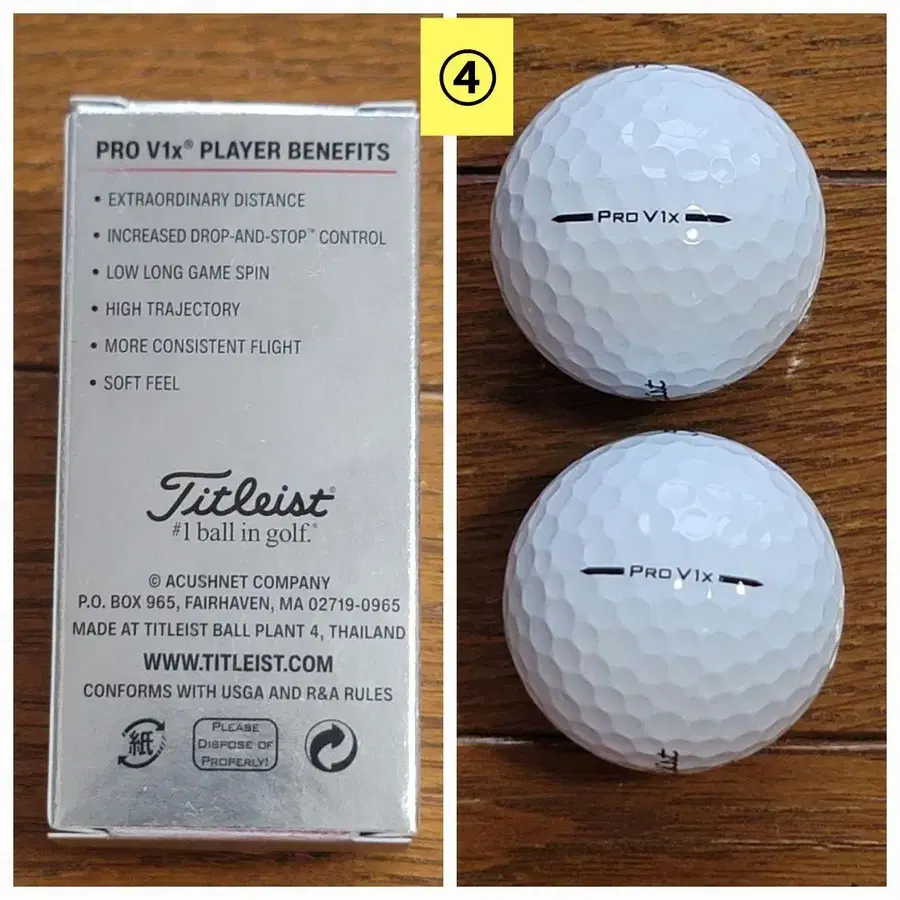 ④
PRO V1x® PLAYER BENEFITS
• EXTRAORDINARY DISTANCE
• INCREASED DROP-AND-STOP™ CONTROL
• LOW LONG GAME SPIN
• HIGH TRAJECTORY
• MORE CONSISTENT FLIGHT
• SOFT FEEL
Titleist®
#1 ball in golf.®
© ACUSHNET COMPANY
P.O. BOX 965, FAIRHAVEN, MA 02719-0965
MADE AT TITLEIST BALL PLANT 4, THAILAND
WWW.TITLEIST.COM
CONFORMS WITH USGA AND R&A RULES
紙
PLEASE
DISPOSE OF
PROPERLY!
PRO V1X
PRO V1X